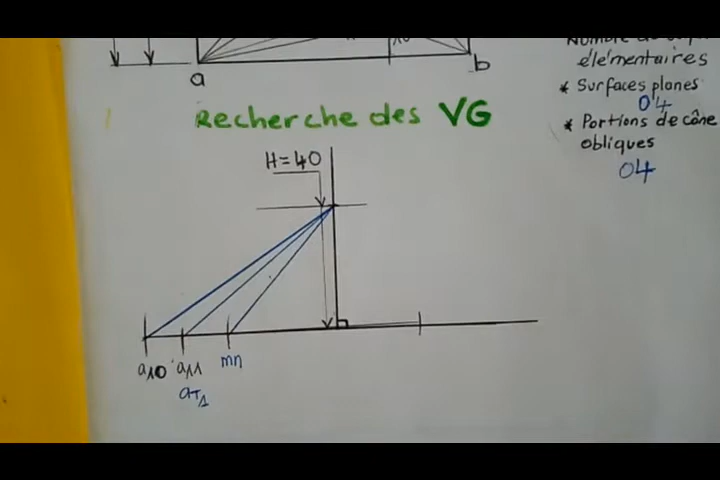 a
b
élémentaires
* Surfaces planes
04
* Portions de cône
obliques
04
Recherche des VG
H=40
a10 a11 mn
aT1